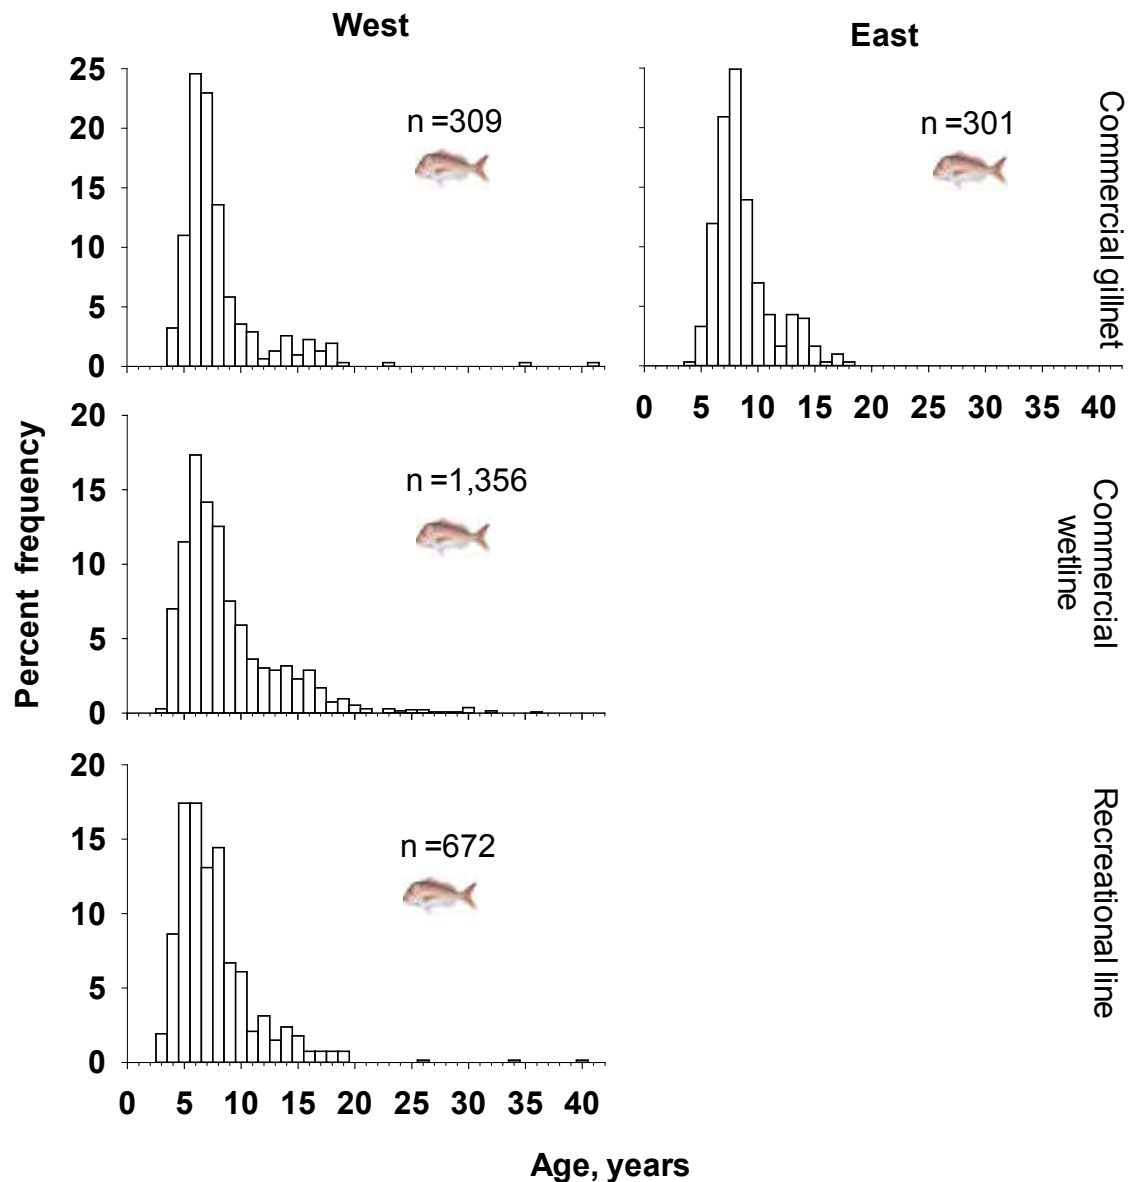 West
East
25
20
15
10
5
0
n =309
n =301
Commercial gillnet
0 5 10 15 20 25 30 35 40
Percent frequency
20
15
10
5
0
n =1,356
Commercial
wetline
20
15
10
5
0
n =672
Recreational line
0 5 10 15 20 25 30 35 40
Age, years